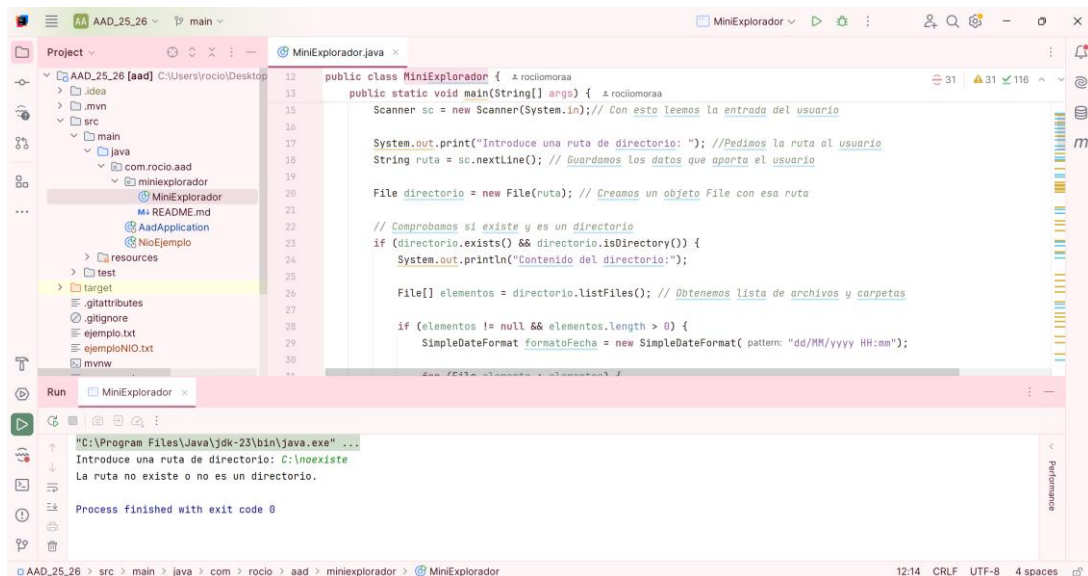 AA AAD_25_26 main MiniExplorador
Project MiniExplorador.java
AAD_25_26 [aad] C:\Users\rocio\Desktop
.idea
.mvn
src
main
java
com.rocio.aad
miniexplorador
MiniExplorador
M↓ README.md
AadApplication
NioEjemplo
resources
test
target
.gitattributes
.gitignore
ejemplo.txt
ejemploNIO.txt
mvnw
31 31 116
12 public class MiniExplorador { rociiomoraa
13 public static void main(String[] args) { rociiomoraa
15 Scanner sc = new Scanner(System.in);// Con esto leemos la entrada del usuario
16
17 System.out.print("Introduce una ruta de directorio: "); //Pedimos la ruta al usuario
18 String ruta = sc.nextLine(); // Guardamos los datos que aporta el usuario
19
20 File directorio = new File(ruta); // Creamos un objeto File con esa ruta
21
22 // Comprobamos si existe y es un directorio
23 if (directorio.exists() && directorio.isDirectory()) {
24 System.out.println("Contenido del directorio:");
25
26 File[] elementos = directorio.listFiles(); // Obtenemos lista de archivos y carpetas
27
28 if (elementos != null && elementos.length > 0) {
29 SimpleDateFormat formatoFecha = new SimpleDateFormat( pattern: "dd/MM/yyyy HH:mm");
30
for (File elemento : elementos) {
m
Run MiniExplorador
"C:\Program Files\Java\jdk-23\bin\java.exe" ...
Introduce una ruta de directorio: C:\noexiste
La ruta no existe o no es un directorio.
Process finished with exit code 0
Performance
AAD_25_26 > src > main > java > com > rocio > aad > miniexplorador > MiniExplorador 12:14 CRLF UTF-8 4 spaces